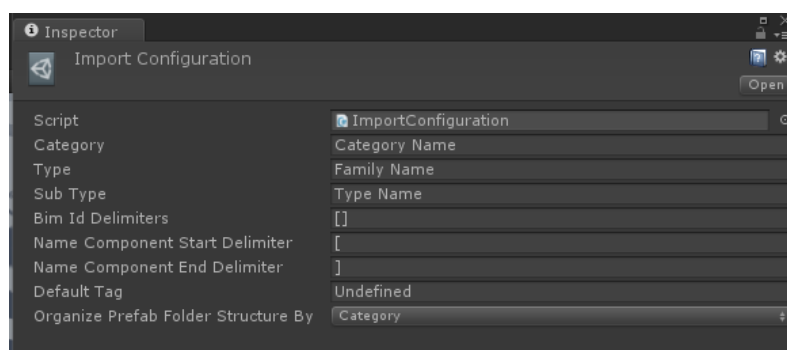 Inspector
Import Configuration
Open
Script ImportConfiguration
Category Category Name
Type Family Name
Sub Type Type Name
Bim Id Delimiters []
Name Component Start Delimiter [
Name Component End Delimiter ]
Default Tag Undefined
Organize Prefab Folder Structure By Category